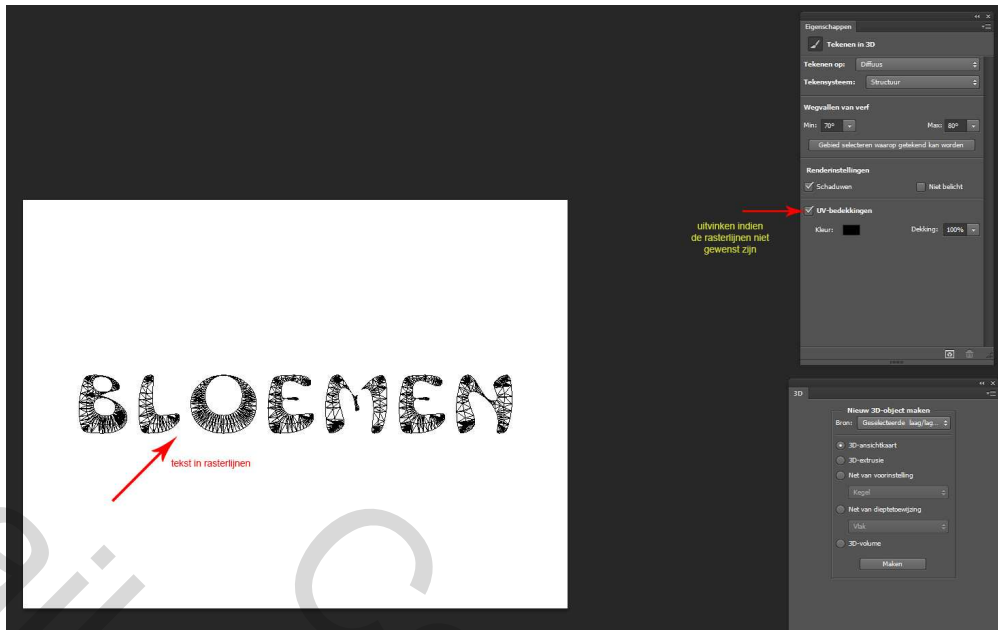 Eigenschappen
Tekenen in 3D
Tekenen op: Diffuus
Tekensysteem: Structuur
Wegvallen van verf
Min: 70° Max: 80°
Gebied selecteren waarop getekend kan worden
Renderinstellingen
Schaduwen Niet belicht
UV-bedekkingen
Kleur: Dekking: 100%
uitvinken indien
de rasterlijnen niet
gewenst zijn
BLOEMEN
tekst in rasterlijnen
3D
Nieuw 3D-object maken
Bron: Geselecteerde laag/lag...
3D-ansichtkaart
3D-extrusie
Net van voorinstelling
Kegel
Net van dieptetoewijzing
Vlak
3D-volume
Maken